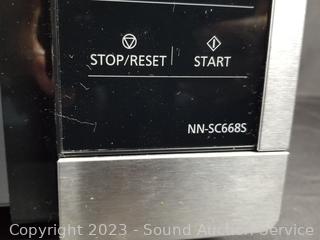 STOP/RESET START
NN-SC668S
Copyright 2023 - Sound Auction Service